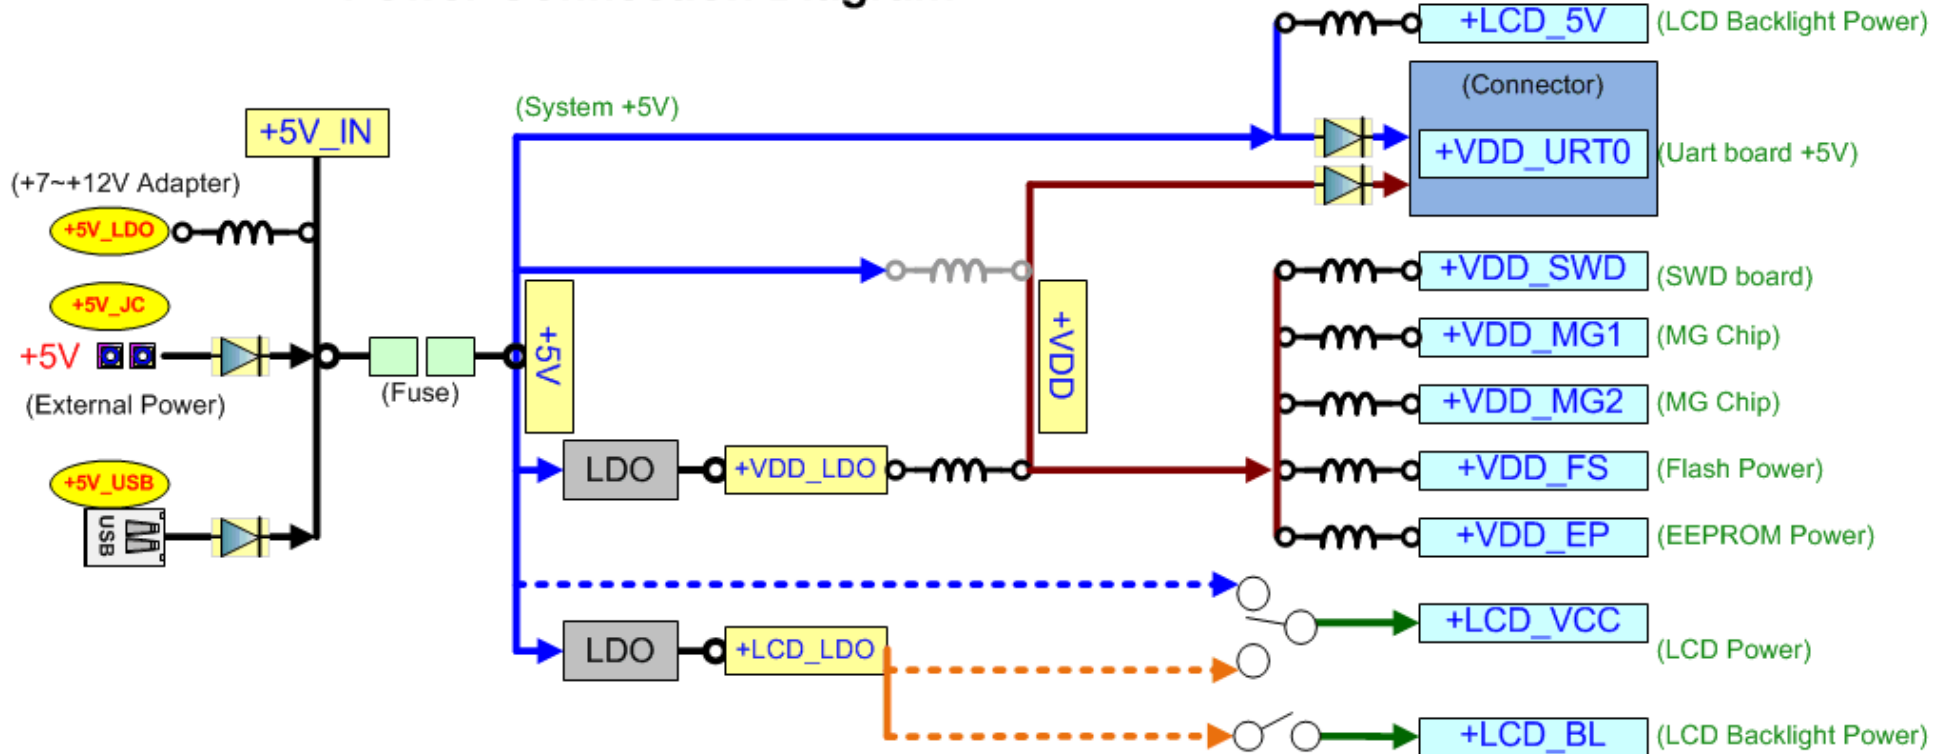 +LCD_5V
(LCD Backlight Power)
(Connector)
(System +5V)
+5V_IN
+VDD_URT0
(Uart board +5V)
(+7~+12V Adapter)
+5V_LDO
+VDD_SWD
(SWD board)
+5V_JC
+5V
+VDD
+VDD_MG1
(MG Chip)
+5V
(Fuse)
(External Power)
+VDD_MG2
(MG Chip)
+5V_USB
USB
LDO
+VDD_LDO
+VDD_FS
(Flash Power)
+VDD_EP
(EEPROM Power)
+LCD_VCC
(LCD Power)
LDO
+LCD_LDO
+LCD_BL
(LCD Backlight Power)